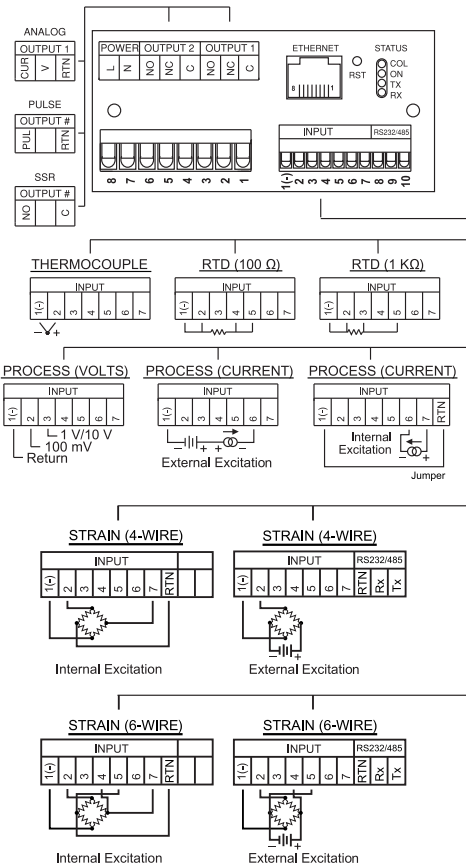 ANALOG
OUTPUT 1
CUR V RTN
PULSE
OUTPUT #
PUL RTN
SSR
OUTPUT #
NO C
POWER OUTPUT 2 OUTPUT 1
L N NO NC C NO NC C
8 7 6 5 4 3 2 1
ETHERNET
8 1
RST
STATUS
COL
ON
TX
RX
INPUT RS232/485
1(-) 2 3 4 5 6 7 8 9 10
THERMOCOUPLE
INPUT
1(-) 2 3 4 5 6 7
- +
RTD (100 Ω)
INPUT
1(-) 2 3 4 5 6 7
RTD (1 KΩ)
INPUT
1(-) 2 3 4 5 6 7
PROCESS (VOLTS)
INPUT
1(-) 2 3 4 5 6 7
1 V/10 V
100 mV
Return
PROCESS (CURRENT)
INPUT
1(-) 2 3 4 5 6 7
- + + -
External Excitation
PROCESS (CURRENT)
INPUT
1(-) 2 3 4 5 6 7 RTN
Internal
Excitation
- +
Jumper
STRAIN (4-WIRE)
INPUT
1(-) 2 3 4 5 6 7 RTN
Internal Excitation
STRAIN (4-WIRE)
INPUT RS232/485
1(-) 2 3 4 5 6 7 RTN Rx Tx
- +
External Excitation
STRAIN (6-WIRE)
INPUT
1(-) 2 3 4 5 6 7 RTN
Internal Excitation
STRAIN (6-WIRE)
INPUT RS232/485
1(-) 2 3 4 5 6 7 RTN Rx Tx
- +
External Excitation